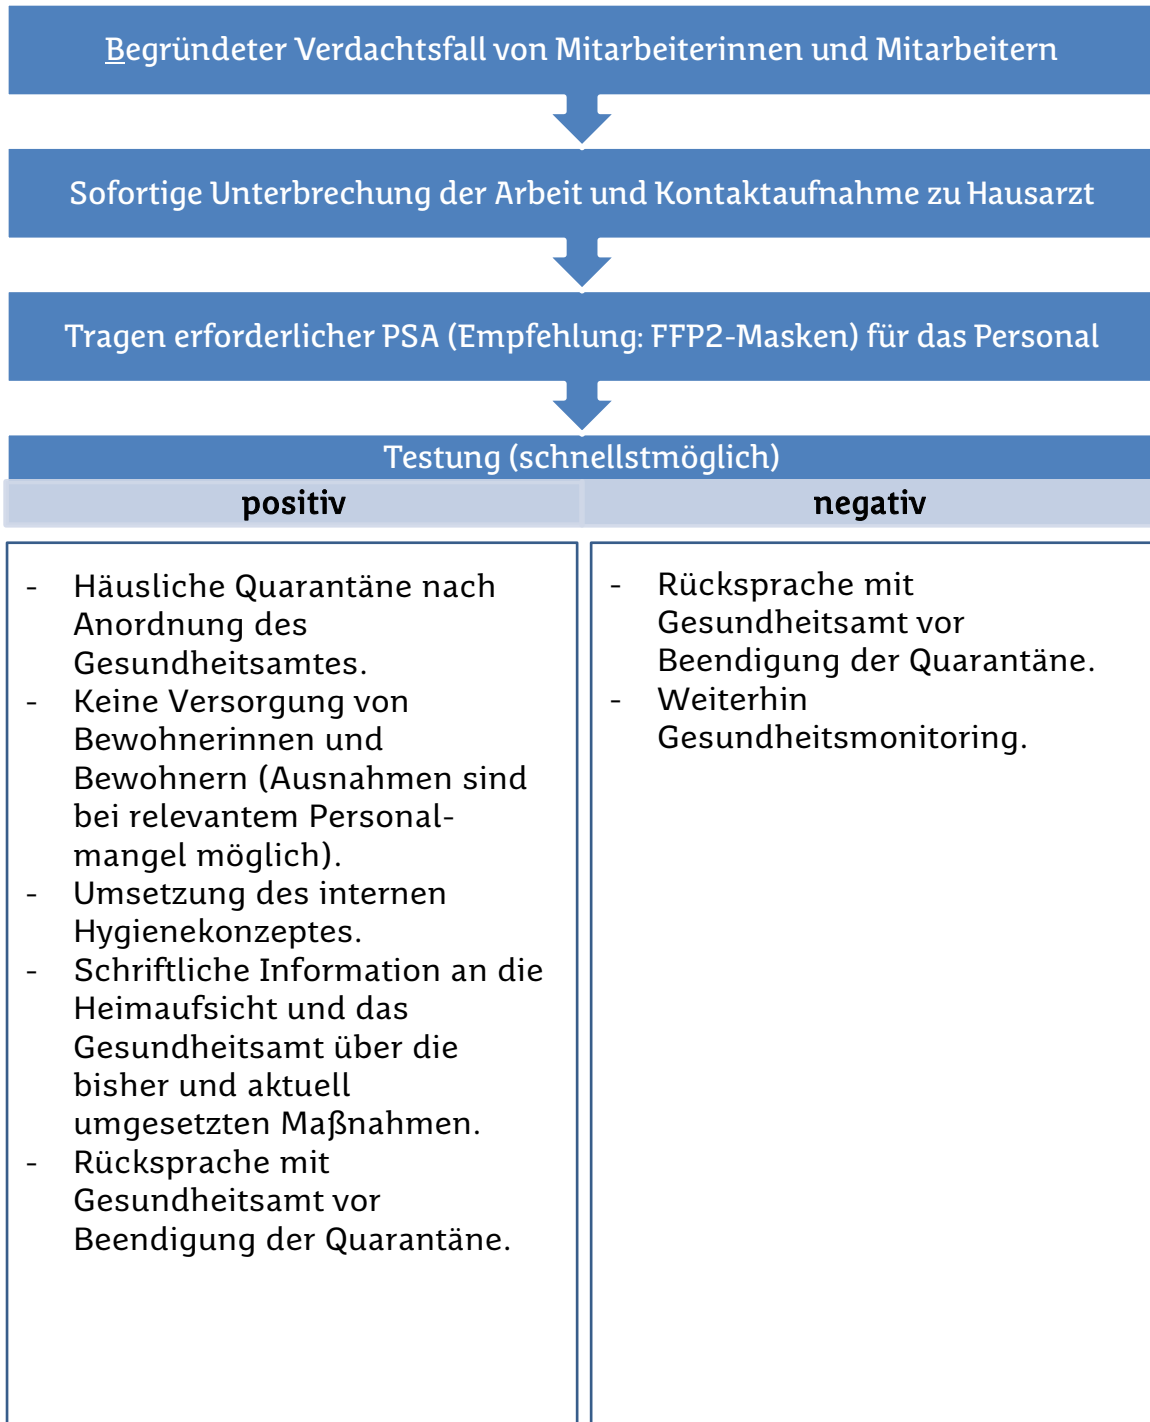 Begründeter Verdachtsfall von Mitarbeiterinnen und Mitarbeitern
Sofortige Unterbrechung der Arbeit und Kontaktaufnahme zu Hausarzt
Tragen erforderlicher PSA (Empfehlung: FFP2-Masken) für das Personal
Testung (schnellstmöglich)
positiv
- Häusliche Quarantäne nach
Anordnung des
Gesundheitsamtes.
- Keine Versorgung von
Bewohnerinnen und
Bewohnern (Ausnahmen sind
bei relevantem Personal-
mangel möglich).
- Umsetzung des internen
Hygienekonzeptes.
- Schriftliche Information an die
Heimaufsicht und das
Gesundheitsamt über die
bisher und aktuell
umgesetzten Maßnahmen.
- Rücksprache mit
Gesundheitsamt vor
Beendigung der Quarantäne.
negativ
- Rücksprache mit
Gesundheitsamt vor
Beendigung der Quarantäne.
- Weiterhin
Gesundheitsmonitoring.